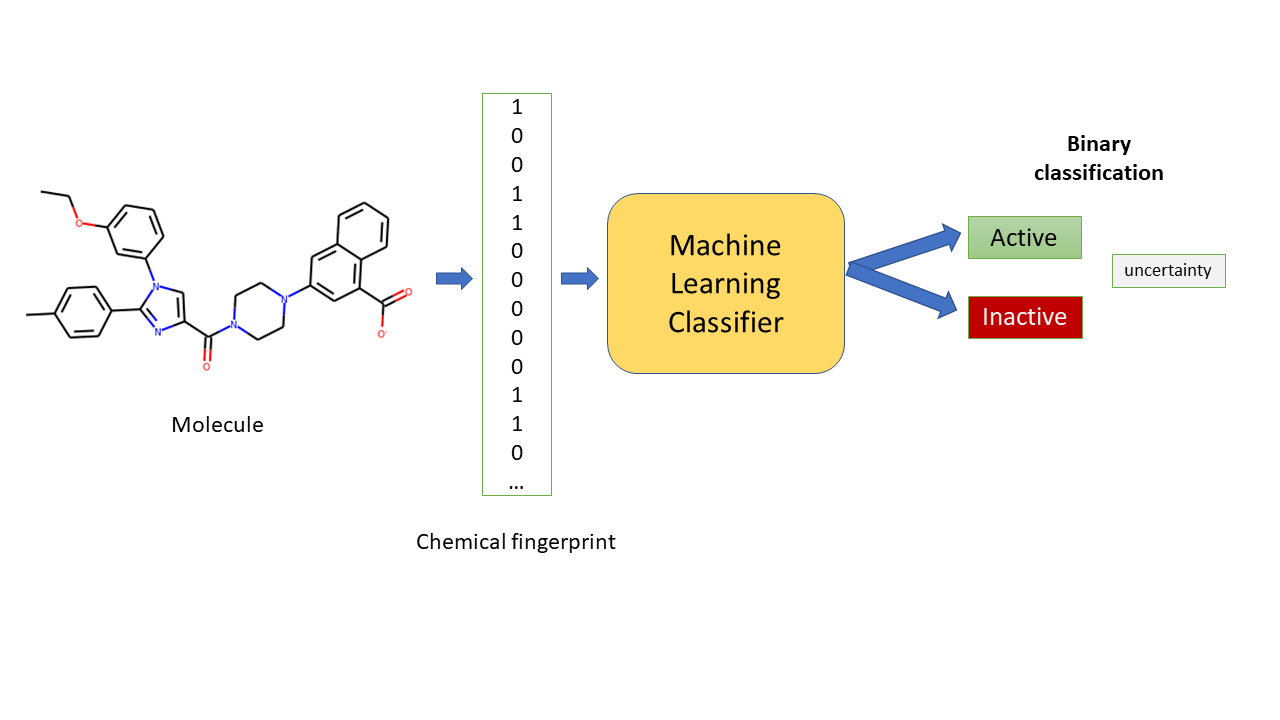 O
N
N
O
N
N
O
O-
Molecule
1
0
0
1
1
0
0
0
0
0
1
1
0
...
Chemical fingerprint
Machine
Learning
Classifier
Binary
classification
Active
Inactive
uncertainty